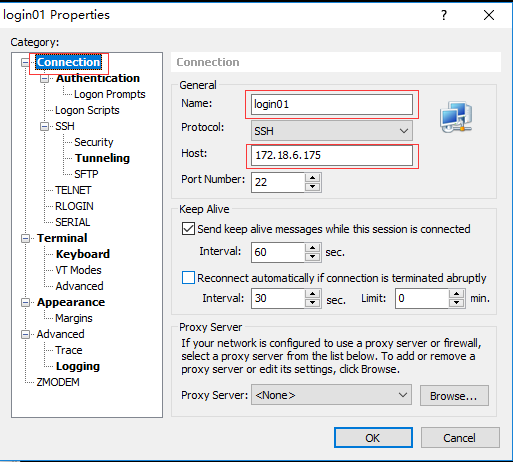 login01 Properties
Category:
Connection
Authentication
Logon Prompts
Logon Scripts
SSH
Security
Tunneling
SFTP
TELNET
RLOGIN
SERIAL
Terminal
Keyboard
VT Modes
Advanced
Appearance
Margins
Advanced
Trace
Logging
ZMODEM
Connection
General
Name: login01
Protocol: SSH
Host: 172.18.6.175
Port Number: 22
Keep Alive
Send keep alive messages while this session is connected
Interval: 60 sec.
Reconnect automatically if connection is terminated abruptly
Interval: 30 sec. Limit: 0 min.
Proxy Server
If your network is configured to use a proxy server or firewall,
select a proxy server from the list below. To add or remove a
proxy server or edit its settings, click Browse.
Proxy Server: <None> Browse...
OK Cancel